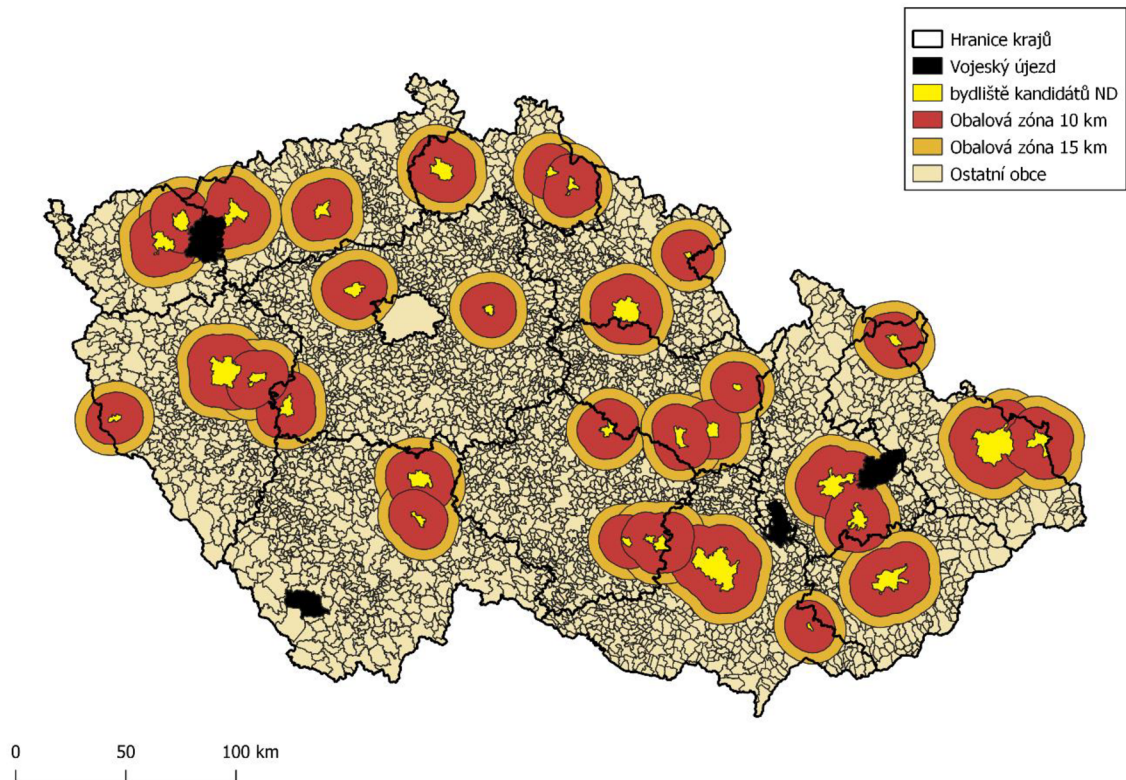 Hranice krajů
Vojeský újezd
bydliště kandidátů ND
Obalová zóna 10 km
Obalová zóna 15 km
Ostatní obce
0 50 100 km